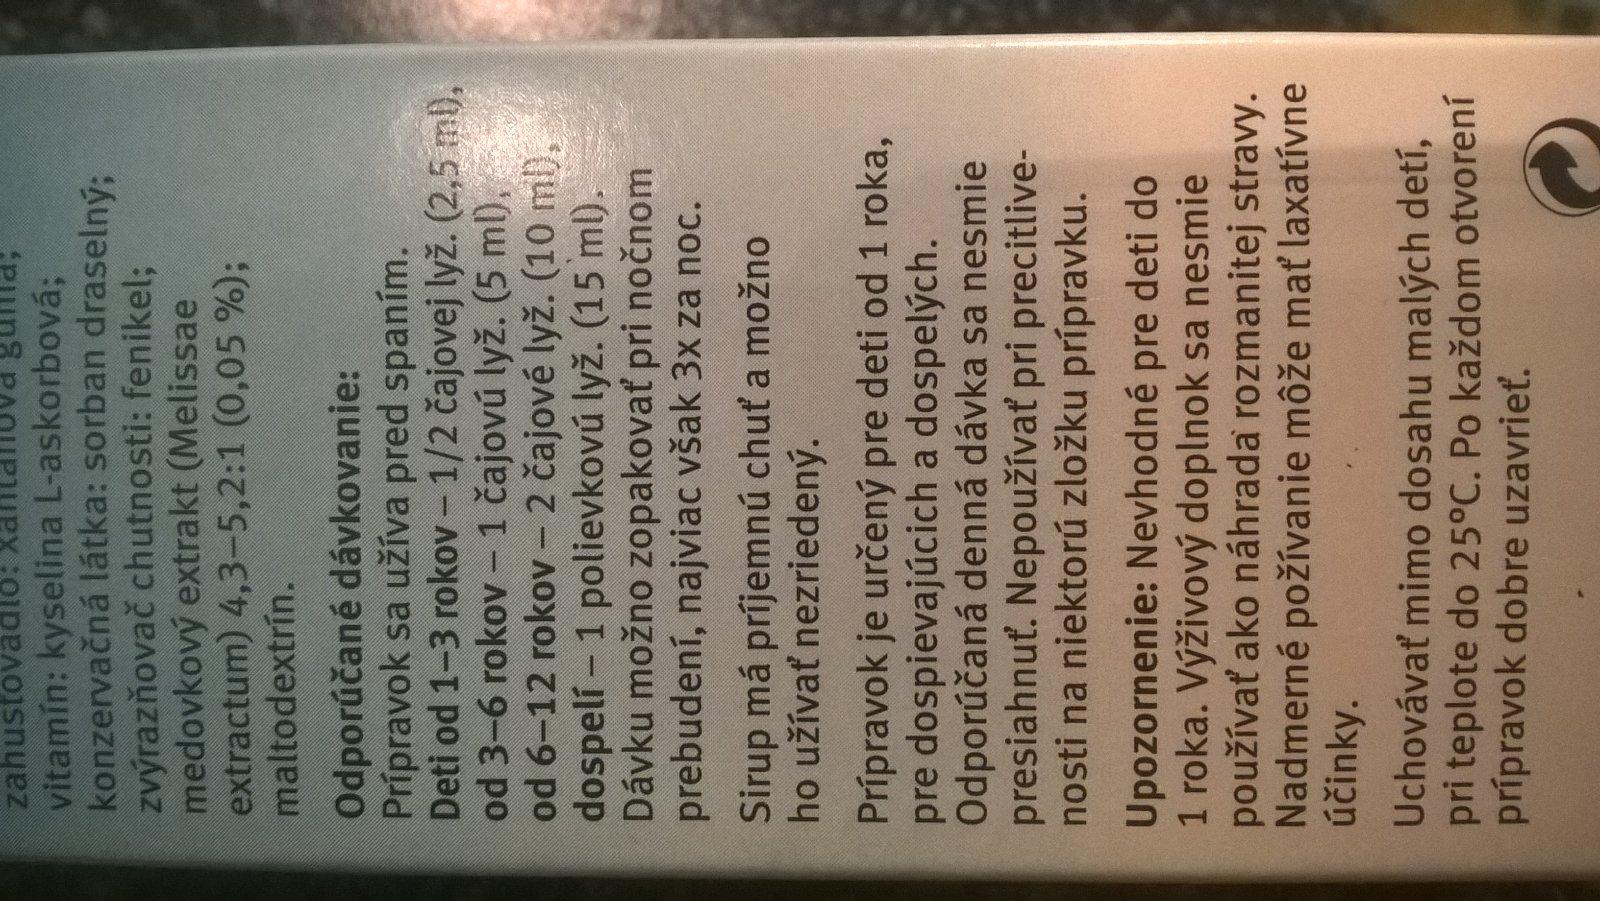 zahusťovadlo: xantánová guma;
vitamín: kyselina L-askorbová;
konzervačná látka: sorban draselný;
zvýrazňovač chutnosti: fenikel;
medovkový extrakt (Melissae
extractum) 4,3–5,2:1 (0,05 %);
maltodextrín.
Odporúčané dávkovanie:
Prípravok sa užíva pred spaním.
Deti od 1–3 rokov – 1/2 čajovej lyž. (2,5 ml),
od 3–6 rokov – 1 čajovú lyž. (5 ml),
od 6–12 rokov – 2 čajové lyž. (10 ml),
dospelí – 1 polievkovú lyž. (15 ml).
Dávku možno zopakovať pri nočnom
prebudení, najviac však 3x za noc.
Sirup má príjemnú chuť a možno
ho užívať nezriedený.
Prípravok je určený pre deti od 1 roka,
pre dospievajúcich a dospelých.
Odporúčaná denná dávka sa nesmie
presiahnuť. Nepoužívať pri precitlive-
nosti na niektorú zložku prípravku.
Upozornenie: Nevhodné pre deti do
1 roka. Výživový doplnok sa nesmie
používať ako náhrada rozmanitej stravy.
Nadmerné požívanie môže mať laxatívne
účinky.
Uchovávať mimo dosahu malých detí,
pri teplote do 25°C. Po každom otvorení
prípravok dobre uzavrieť.